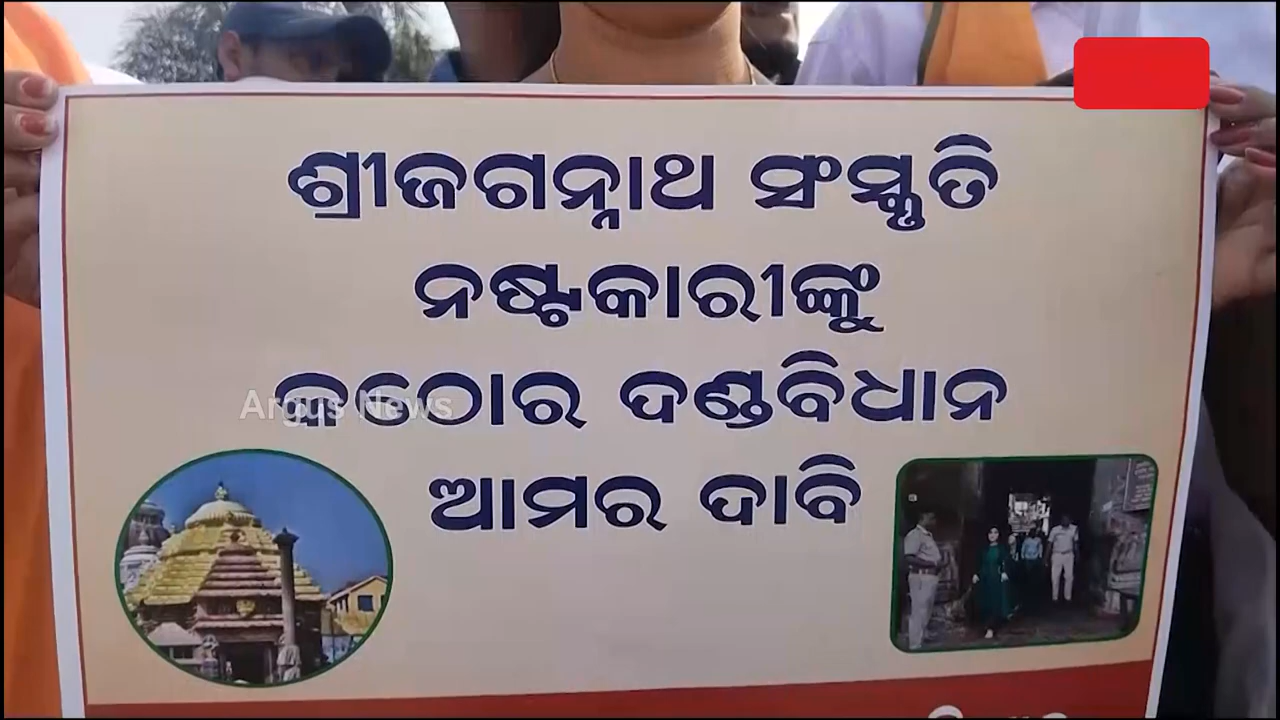 ଶ୍ରୀଜଗନ୍ନାଥ ସଂସ୍କୃତି
ନଷ୍ଟକାରୀଙ୍କୁ
କଠୋର ଦଣ୍ଡବିଧାନ
Argus News
ଆମର ଦାବି